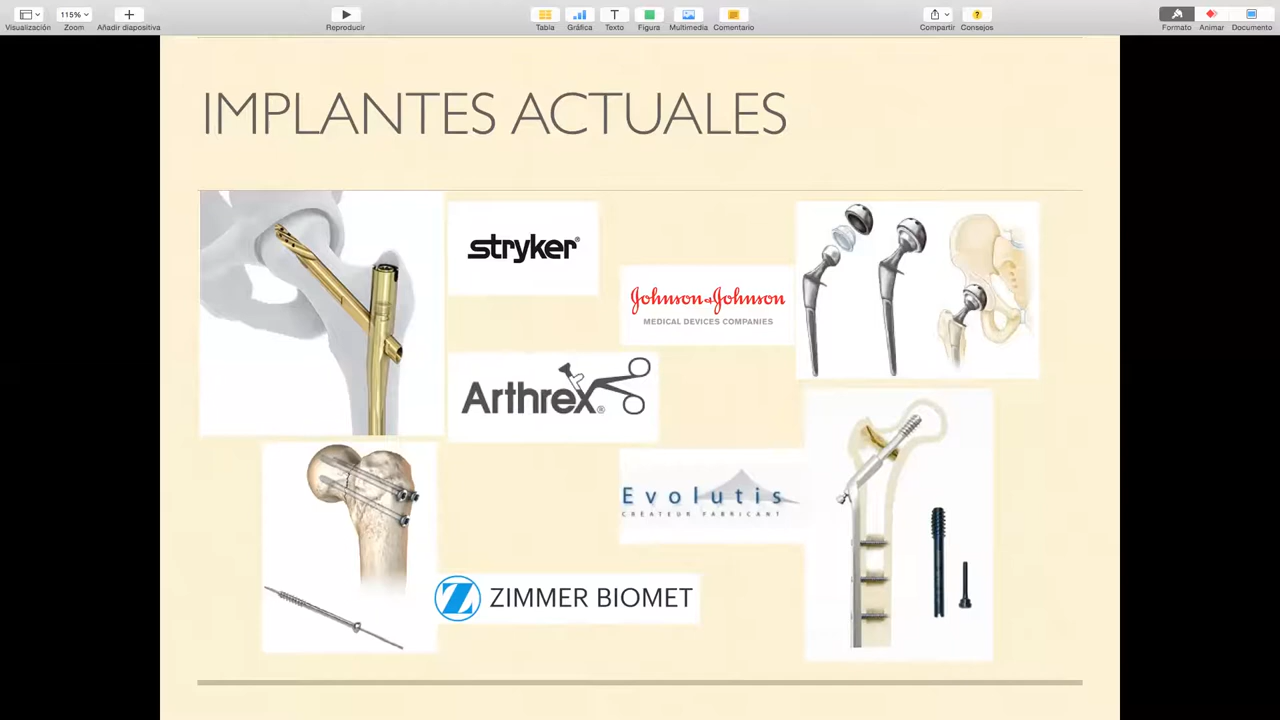 Visualización
115%
Zoom
Añadir diapositiva
Reproducir
Tabla
Gráfica
Texto
Figura
Multimedia
Comentario
Compartir
Consejos
Formato
Animar
Documento
IMPLANTES ACTUALES
stryker®
Johnson & Johnson
MEDICAL DEVICES COMPANIES
Arthrex®
Evolutis
CRÉATEUR FABRICANT
Z ZIMMER BIOMET